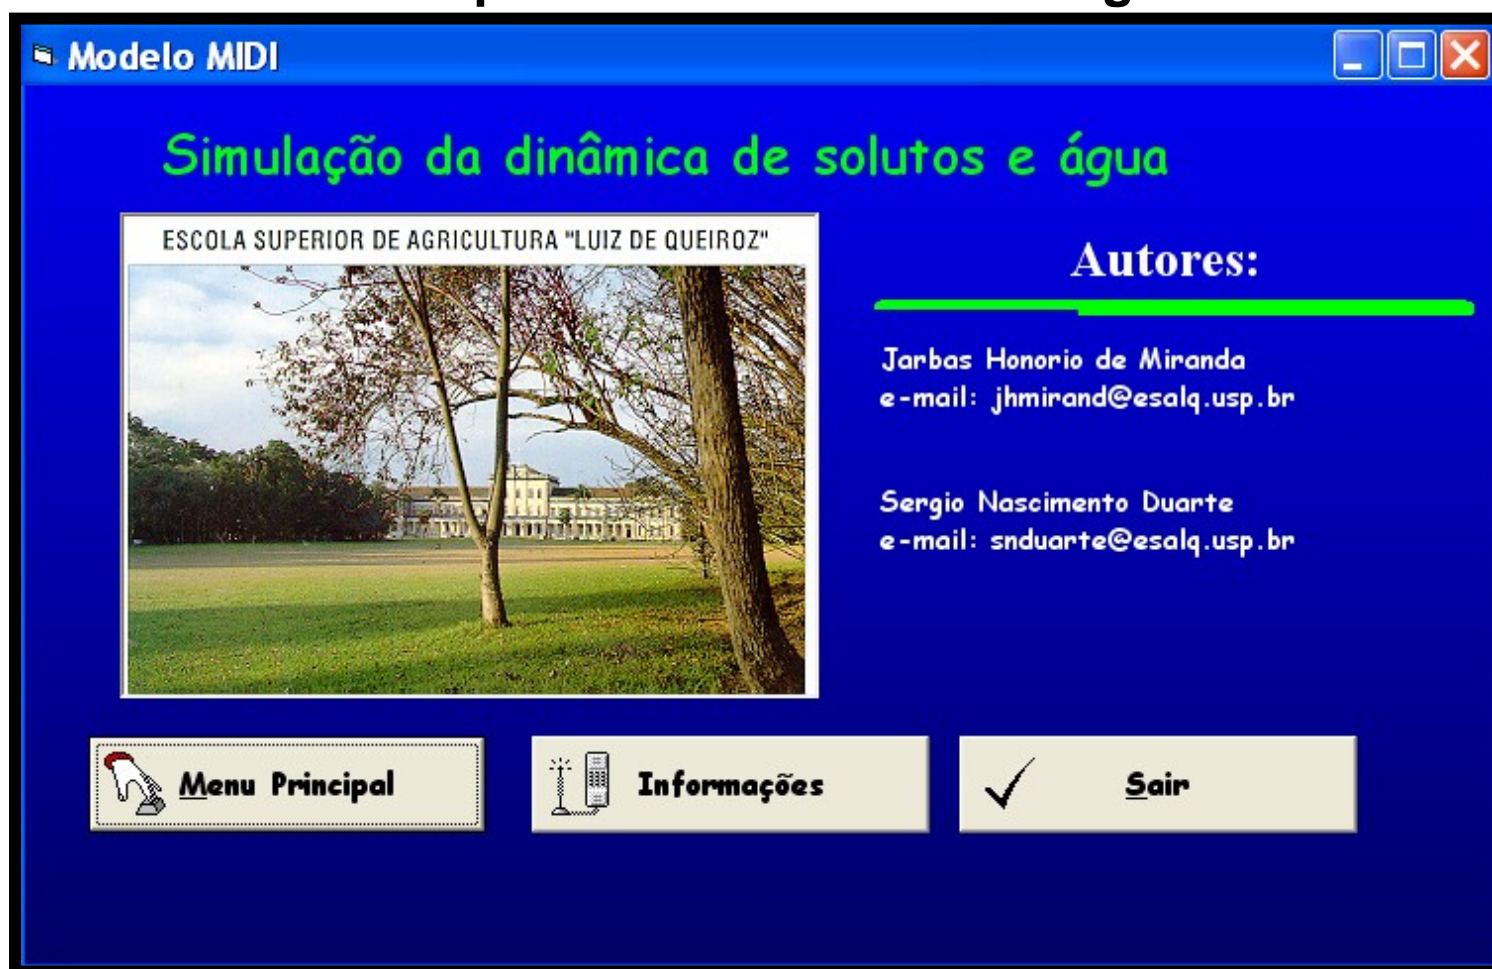 Modelo MIDI
Simulação da dinâmica de solutos e água
ESCOLA SUPERIOR DE AGRICULTURA "LUIZ DE QUEIROZ"
Autores:
Jarbas Honorio de Miranda
e-mail: jhmirand@esalq.usp.br
Sergio Nascimento Duarte
e-mail: snduarte@esalq.usp.br
Menu Principal
Informações
Sair